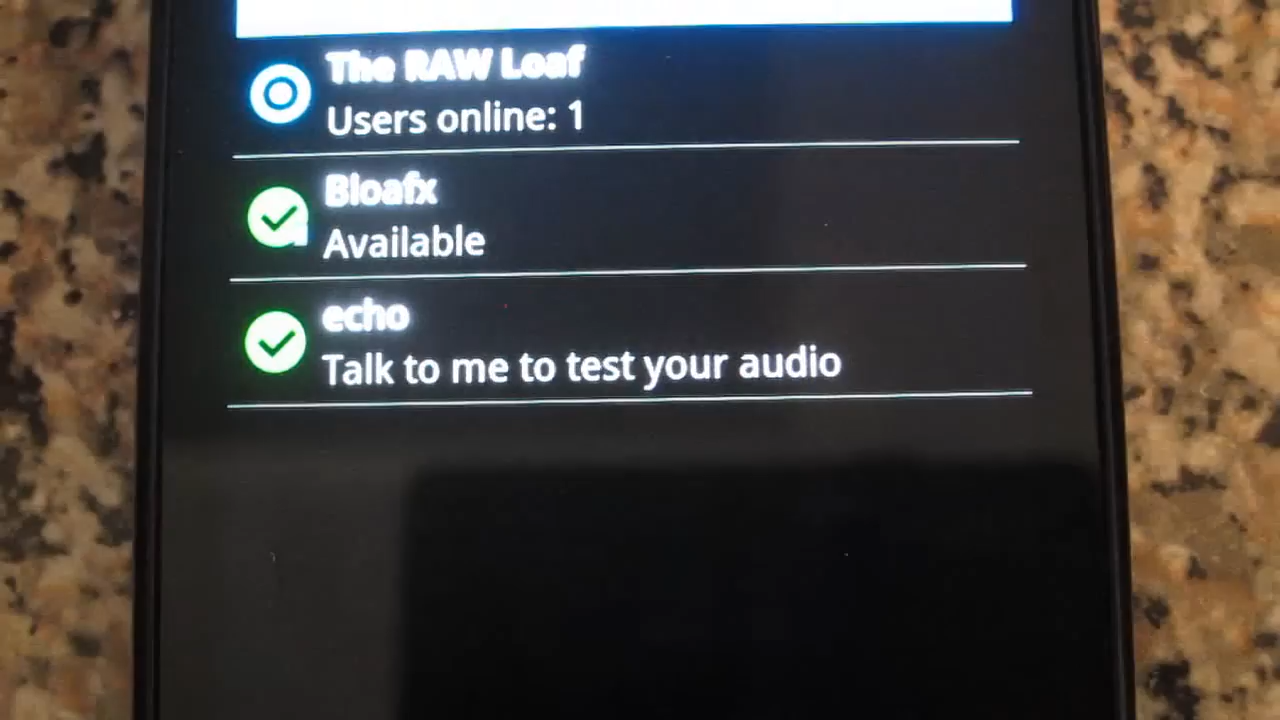 The RAW Loaf
Users online: 1
Bloafx
Available
echo
Talk to me to test your audio